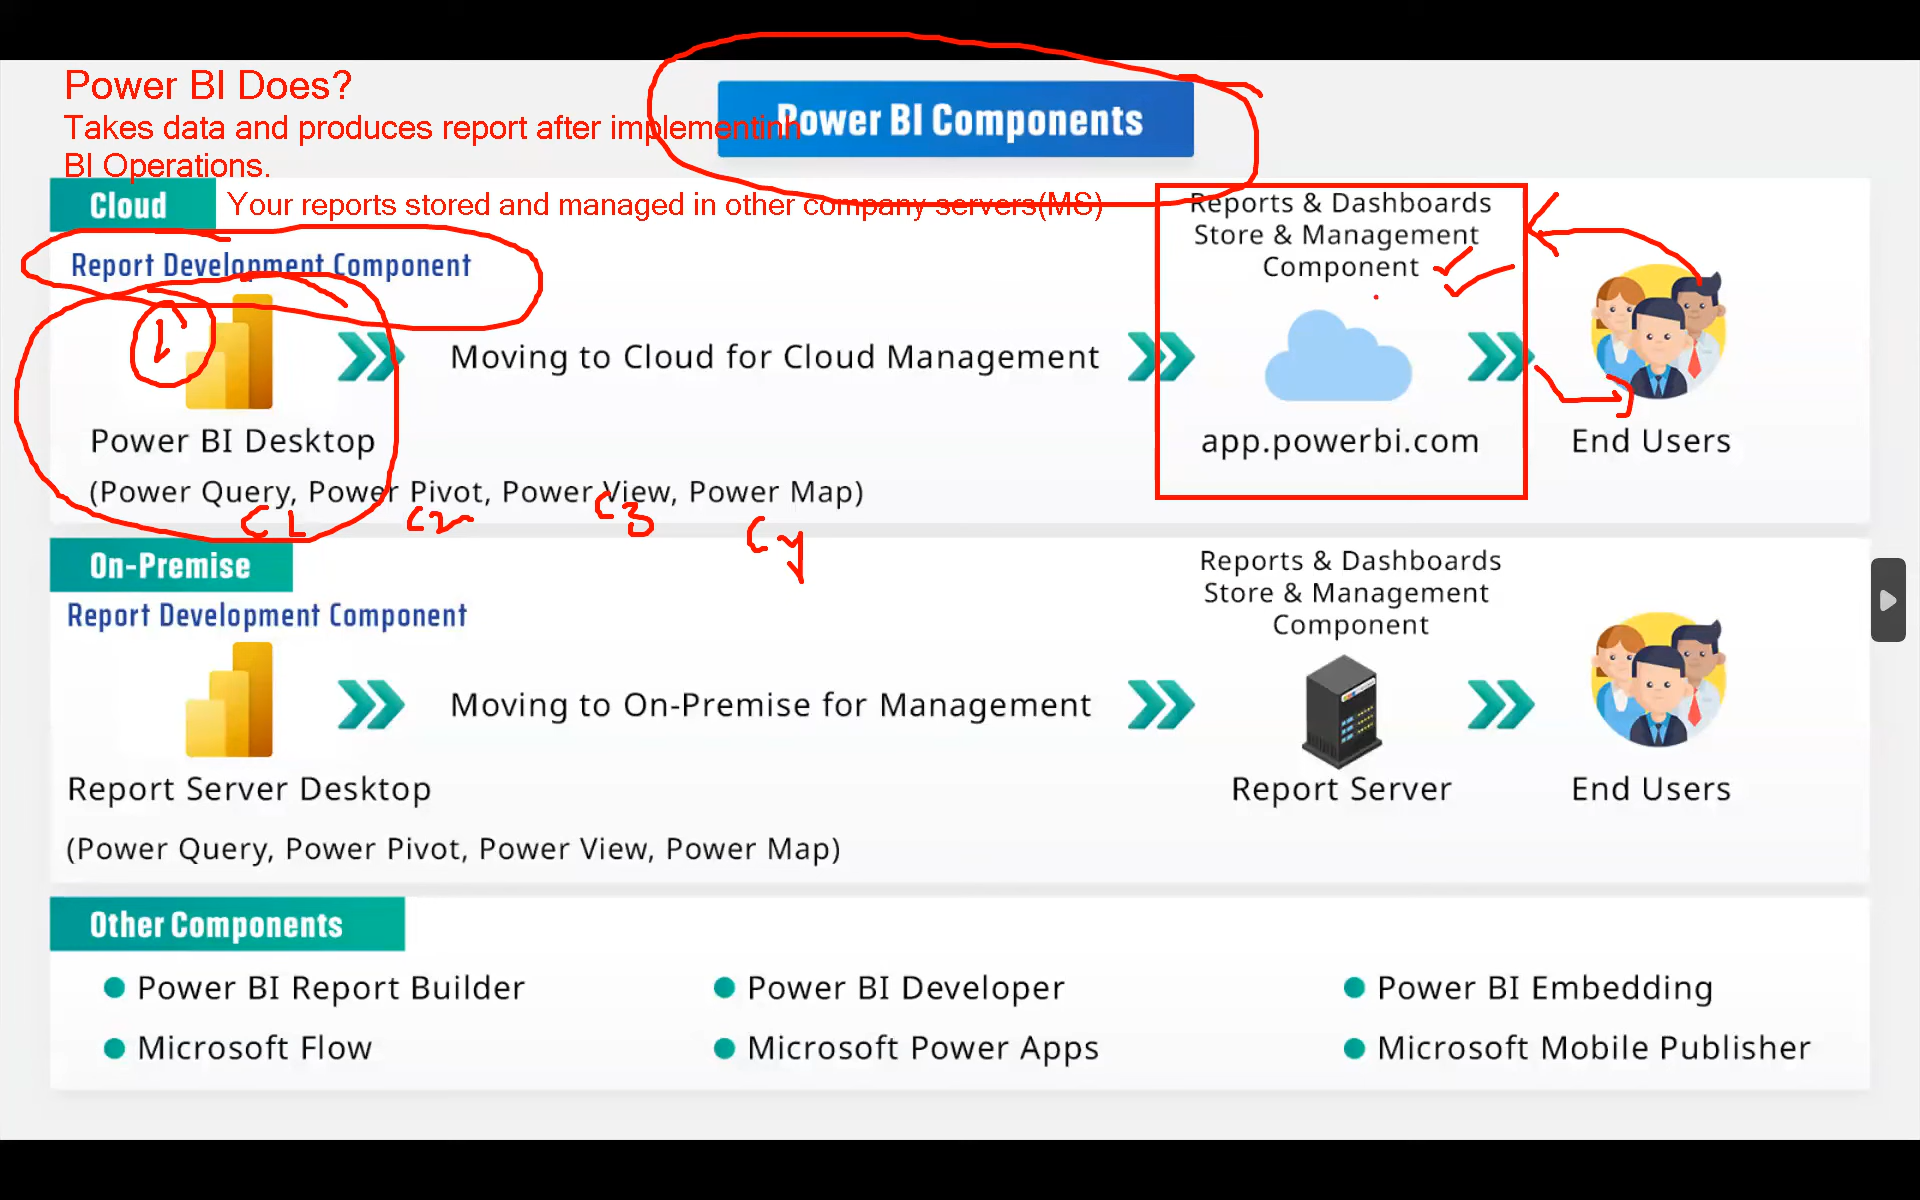 Power BI Does?
Takes data and produces report after implementinh
BI Operations.
Power BI Components
Cloud
Your reports stored and managed in other company servers(MS)
Report Development Component
1
Power BI Desktop
(Power Query, Power Pivot, Power View, Power Map)
C1 C2 C3 C4
Moving to Cloud for Cloud Management
Reports & Dashboards
Store & Management
Component
app.powerbi.com
End Users
On-Premise
Report Development Component
Report Server Desktop
(Power Query, Power Pivot, Power View, Power Map)
Moving to On-Premise for Management
Reports & Dashboards
Store & Management
Component
Report Server
End Users
Other Components
Power BI Report Builder
Power BI Developer
Power BI Embedding
Microsoft Flow
Microsoft Power Apps
Microsoft Mobile Publisher